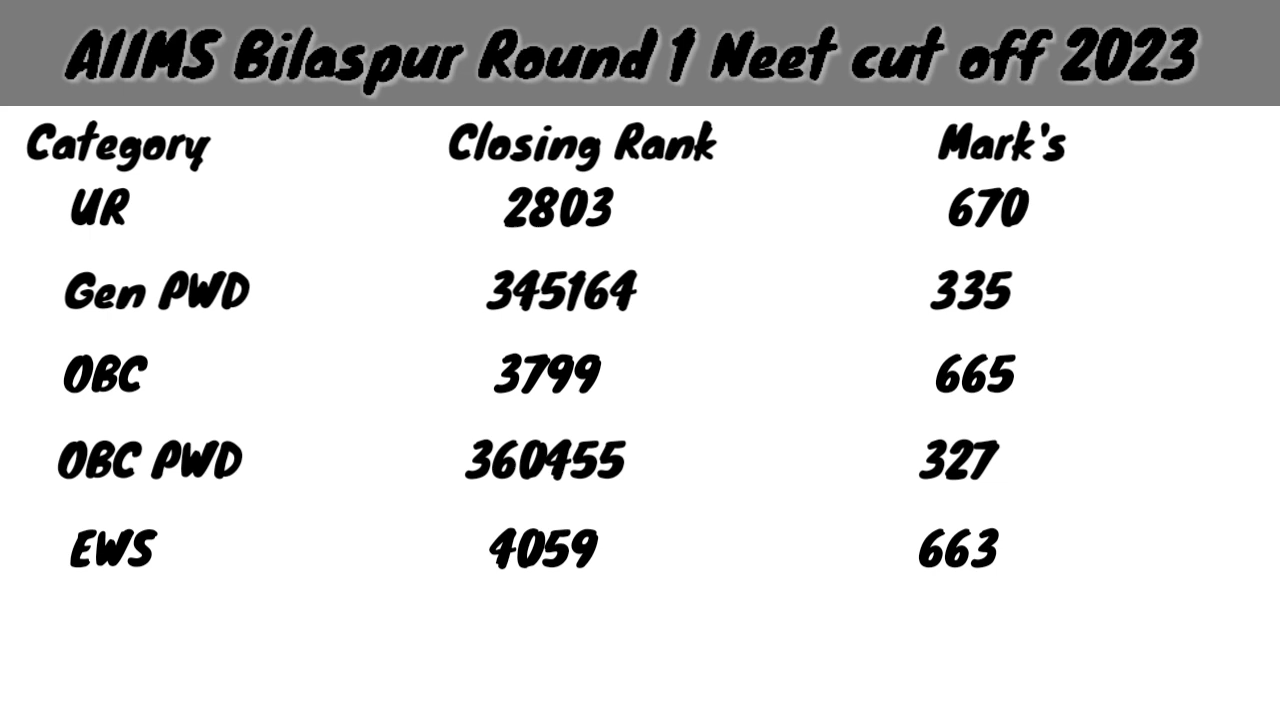 AIIMS Bilaspur Round 1 Neet cut off 2023
Category Closing Rank Mark's
UR 2803 670
Gen PWD 345164 335
OBC 3799 665
OBC PWD 360455 327
EWS 4059 663